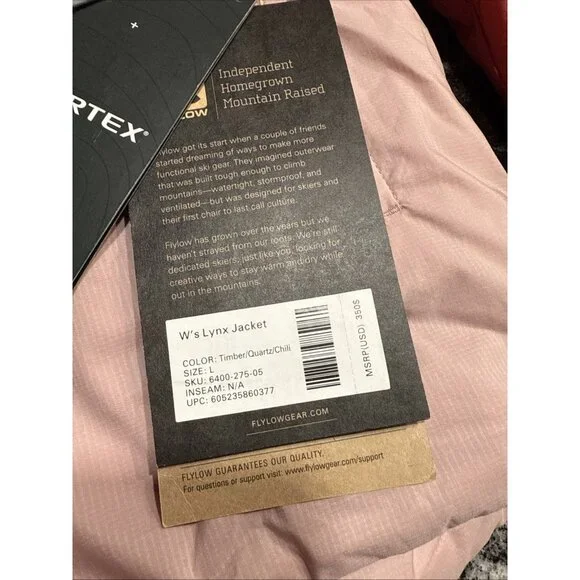 RTEX®
LOW
Independent
Homegrown
Mountain Raised
Flylow got its start when a couple of friends
started dreaming of ways to make more
functional ski gear. They imagined outerwear
that was built tough enough to climb
mountains—watertight, stormproof, and
ventilated—but was designed for skiers and
their first chair to last call culture.
Flylow has grown over the years but we
haven't strayed from our roots. We're still
dedicated skiers, just like you, looking for
creative ways to stay warm and dry while
out in the mountains.
W's Lynx Jacket
COLOR: Timber/Quartz/Chili
SIZE: L
SKU: 6400-275-05
INSEAM: N/A
UPC: 605235860377
MSRP(USD) 350$
FLYLOWGEAR.COM
FLYLOW GUARANTEES OUR QUALITY.
For questions or support visit: www.flylowgear.com/support